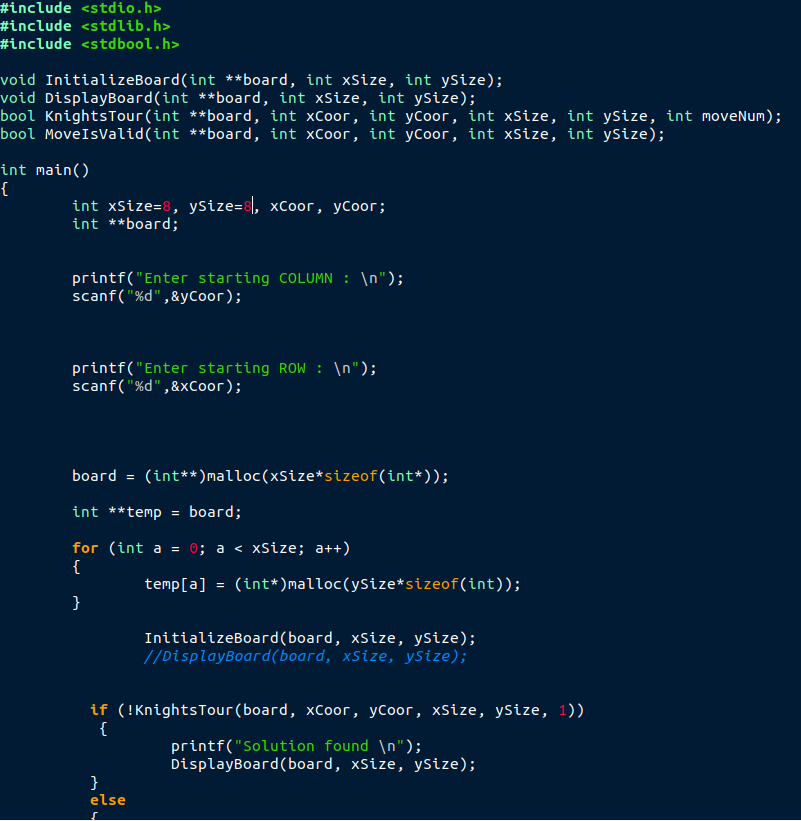 #include <stdio.h>
#include <stdlib.h>
#include <stdbool.h>
void InitializeBoard(int **board, int xSize, int ySize);
void DisplayBoard(int **board, int xSize, int ySize);
bool KnightsTour(int **board, int xCoor, int yCoor, int xSize, int ySize, int moveNum);
bool MoveIsValid(int **board, int xCoor, int yCoor, int xSize, int ySize);
int main()
{
int xSize=8, ySize=8, xCoor, yCoor;
int **board;
printf("Enter starting COLUMN : \n");
scanf("%d",&yCoor);
printf("Enter starting ROW : \n");
scanf("%d",&xCoor);
board = (int**)malloc(xSize*sizeof(int*));
int **temp = board;
for (int a = 0; a < xSize; a++)
{
temp[a] = (int*)malloc(ySize*sizeof(int));
}
InitializeBoard(board, xSize, ySize);
//DisplayBoard(board, xSize, ySize);
if (!KnightsTour(board, xCoor, yCoor, xSize, ySize, 1))
{
printf("Solution found \n");
DisplayBoard(board, xSize, ySize);
}
else
{